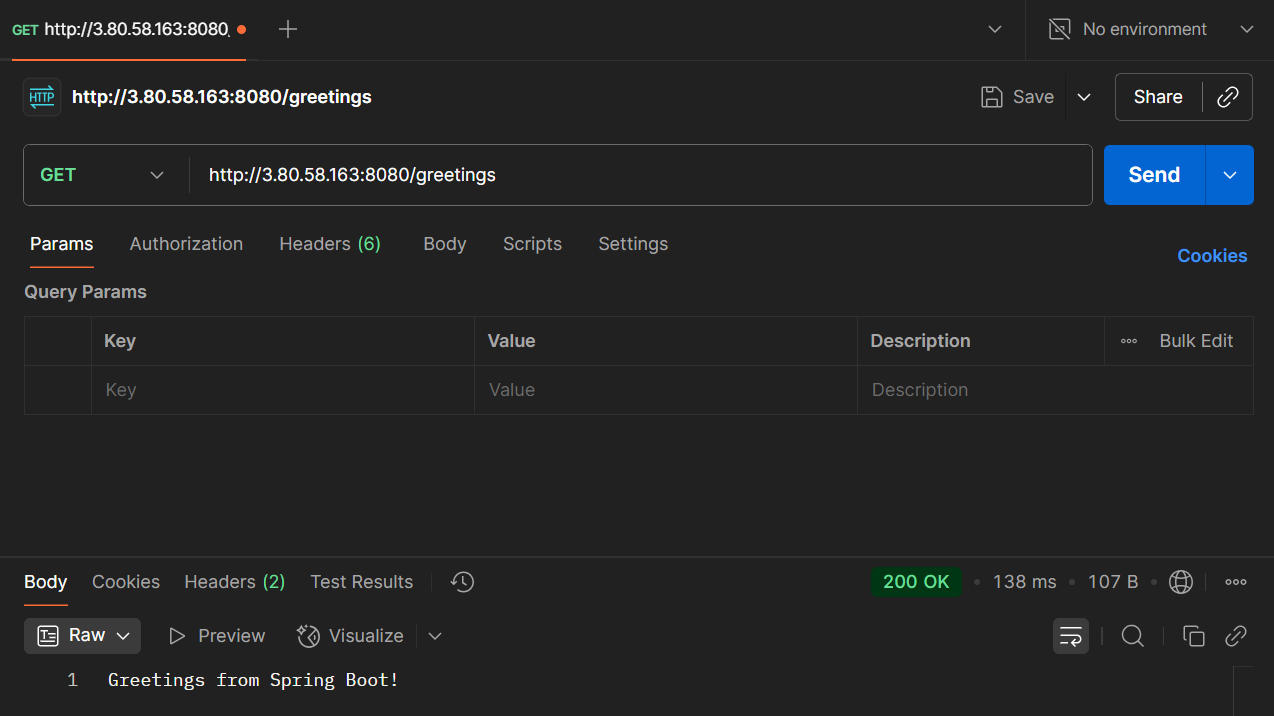 GET http://3.80.58.163:8080
No environment
HTTP http://3.80.58.163:8080/greetings
Save
Share
GET
http://3.80.58.163:8080/greetings
Send
Params Authorization Headers (6) Body Scripts Settings
Cookies
Query Params
Key Value Description Bulk Edit
Key Value Description
Body Cookies Headers (2) Test Results
200 OK • 138 ms • 107 B
Raw Preview Visualize
1 Greetings from Spring Boot!